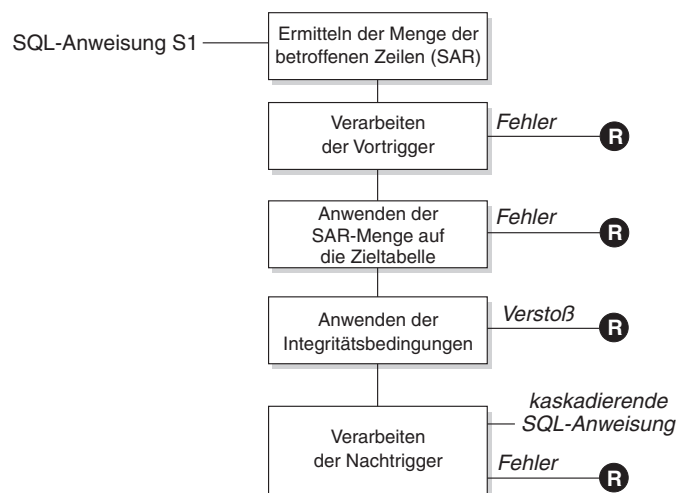 SQL-Anweisung S1
Ermitteln der Menge der
betroffenen Zeilen (SAR)
Verarbeiten
der Vortrigger
Fehler
R
Anwenden der
SAR-Menge auf
die Zieltabelle
Fehler
R
Anwenden der
Integritätsbedingungen
Verstoß
R
Verarbeiten
der Nachtrigger
kaskadierende
SQL-Anweisung
Fehler
R